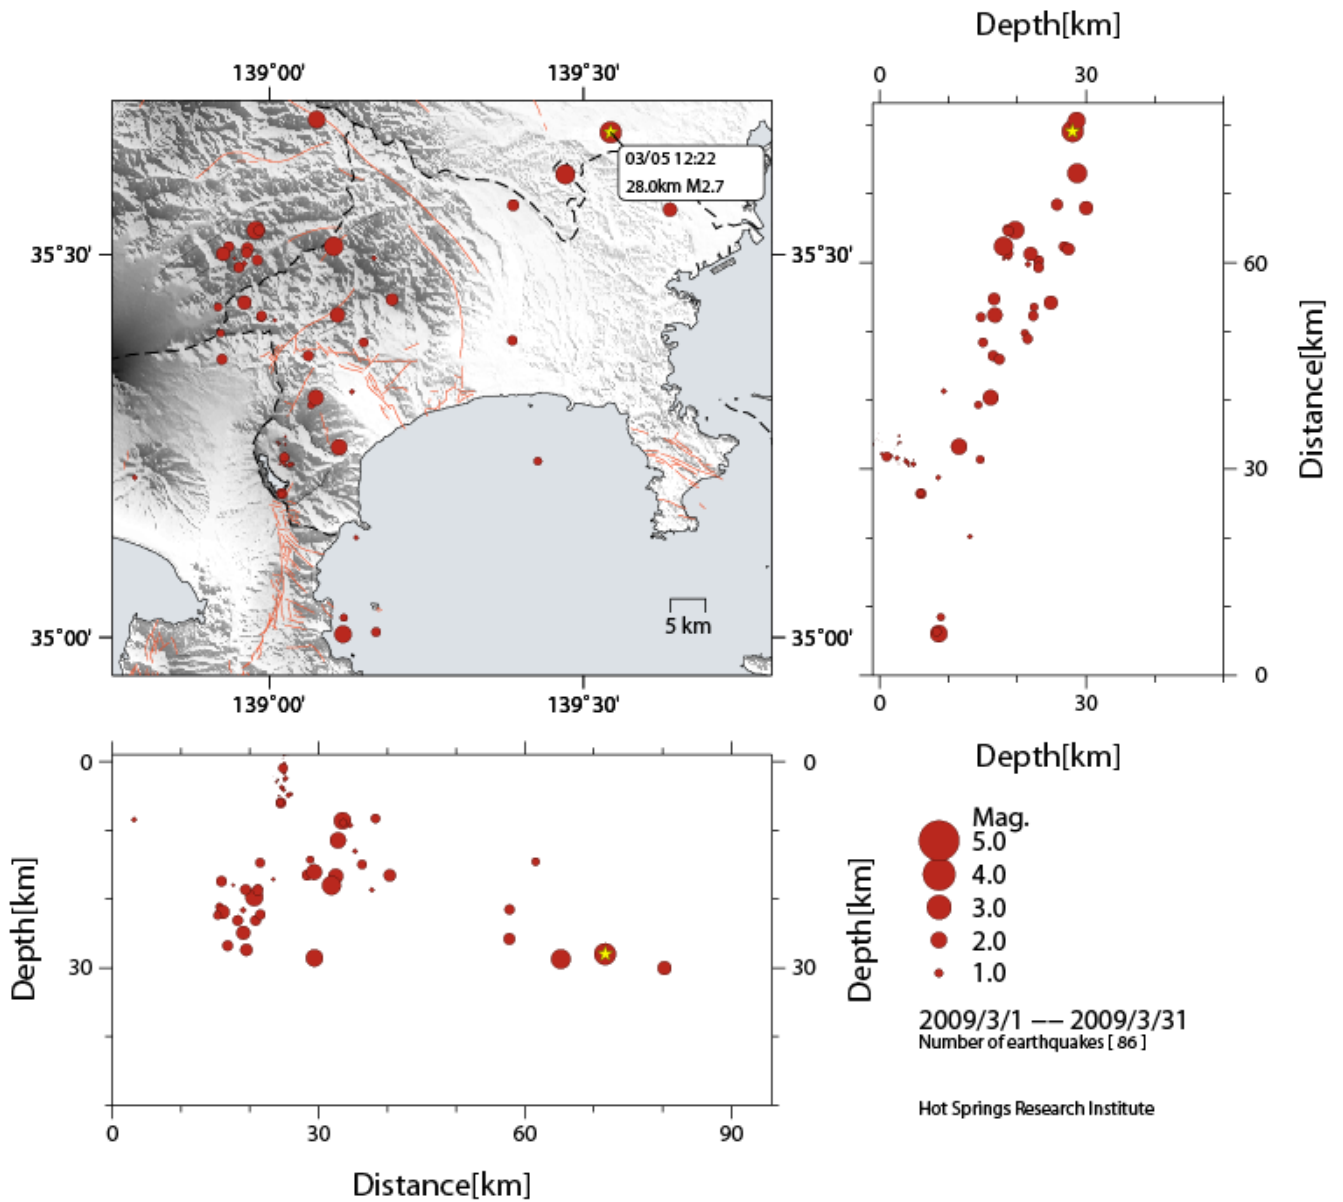 Depth[km]
139°00'
139°30'
0
30
03/05 12:22
28.0km M2.7
35°30'
35°30'
60
Distance[km]
30
5 km
35°00'
35°00'
0
139°00'
139°30'
0
30
Depth[km]
0
0
Mag.
5.0
4.0
3.0
2.0
1.0
Depth[km]
Depth[km]
30
30
2009/3/1 –– 2009/3/31
Number of earthquakes [ 86 ]
Hot Springs Research Institute
0
30
60
90
Distance[km]